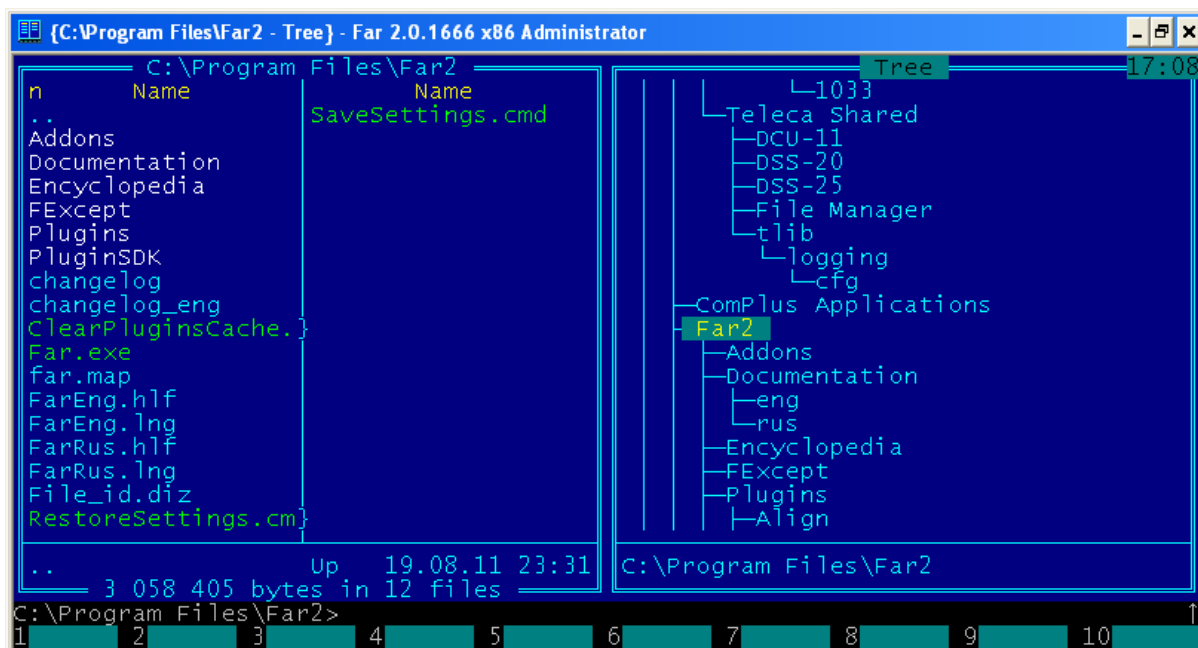 {C:\Program Files\Far2 - Tree} - Far 2.0.1666 x86 Administrator
C:\Program Files\Far2
n Name Name
..
SaveSettings.cmd
Addons
Documentation
Encyclopedia
FExcept
Plugins
PluginSDK
changelog
changelog_eng
ClearPluginsCache.}
Far.exe
far.map
FarEng.hlf
FarEng.lng
FarRus.hlf
FarRus.lng
File_id.diz
RestoreSettings.cm}
.. Up 19.08.11 23:31
3 058 405 bytes in 12 files
Tree 17:08
1033
Teleca Shared
DCU-11
DSS-20
DSS-25
File Manager
tlib
logging
cfg
ComPlus Applications
Far2
Addons
Documentation
eng
rus
Encyclopedia
FExcept
Plugins
Align
C:\Program Files\Far2
C:\Program Files\Far2>
1 2 3 4 5 6 7 8 9 10